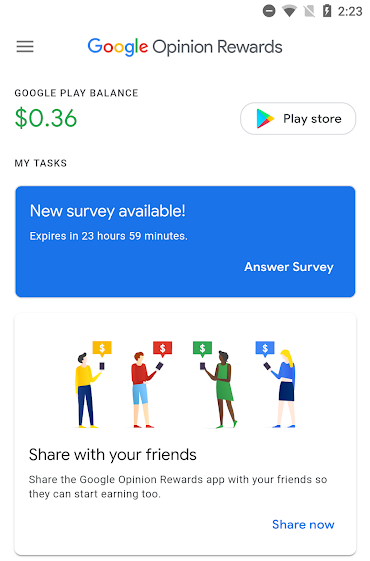 2:23
Google Opinion Rewards
GOOGLE PLAY BALANCE
$0.36
Play store
MY TASKS
New survey available!
Expires in 23 hours 59 minutes.
Answer Survey
$ $ $ $
Share with your friends
Share the Google Opinion Rewards app with your friends so
they can start earning too.
Share now